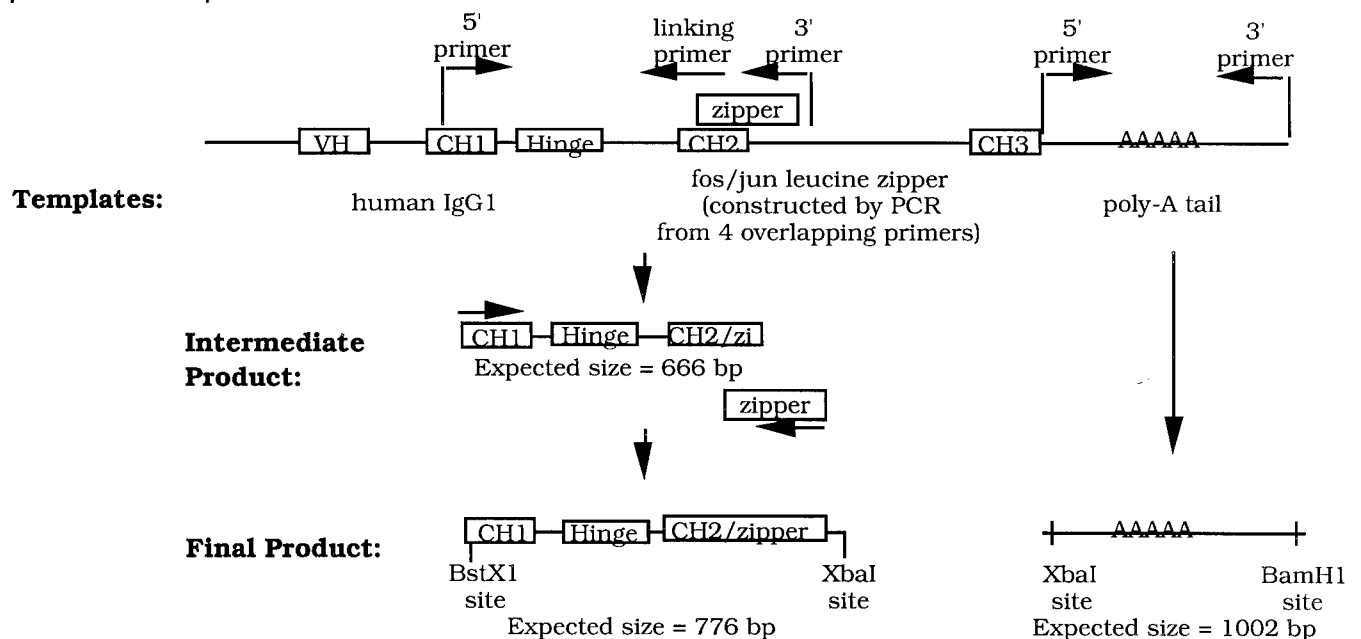 5' primer
linking primer
3' primer
5' primer
3' primer
zipper
VH
CH1
Hinge
CH2
CH3
AAAAA
Templates:
human IgG1
fos/jun leucine zipper
(constructed by PCR
from 4 overlapping primers)
poly-A tail
Intermediate
Product:
CH1
Hinge
CH2/zi
Expected size = 666 bp
zipper
Final Product:
CH1
Hinge
CH2/zipper
AAAAA
BstX1
site
XbaI
site
Expected size = 776 bp
XbaI
site
BamH1
site
Expected size = 1002 bp